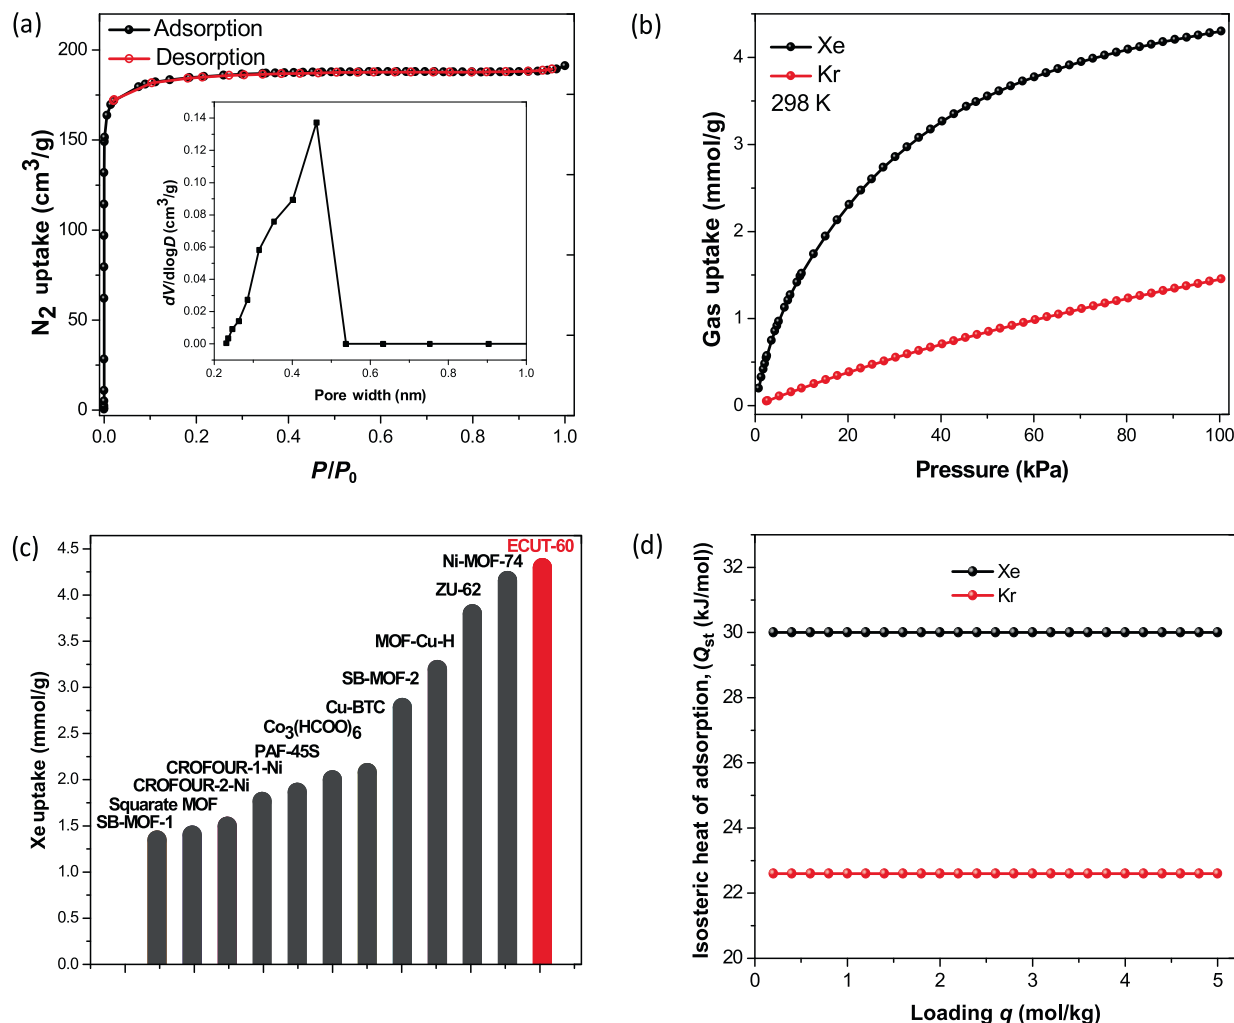 (a)
Adsorption
Desorption
200
150
100
50
0
N2 uptake (cm3/g)
0.0 0.2 0.4 0.6 0.8 1.0
P/P0
0.14
0.12
0.10
0.08
0.06
0.04
0.02
0.00
dV/dlogD (cm3/g)
0.2 0.4 0.6 0.8 1.0
Pore width (nm)
(b)
Xe
Kr
298 K
4
3
2
1
0
Gas uptake (mmol/g)
0 20 40 60 80 100
Pressure (kPa)
(c)
4.5
4.0
3.5
3.0
2.5
2.0
1.5
1.0
0.5
0.0
Xe uptake (mmol/g)
ECUT-60
Ni-MOF-74
ZU-62
MOF-Cu-H
SB-MOF-2
Cu-BTC
Co3(HCOO)6
PAF-45S
CROFOUR-1-Ni
CROFOUR-2-Ni
Squarate MOF
SB-MOF-1
(d)
Xe
Kr
32
30
28
26
24
22
20
Isosteric heat of adsorption, (Qst (kJ/mol))
0 1 2 3 4 5
Loading q (mol/kg)